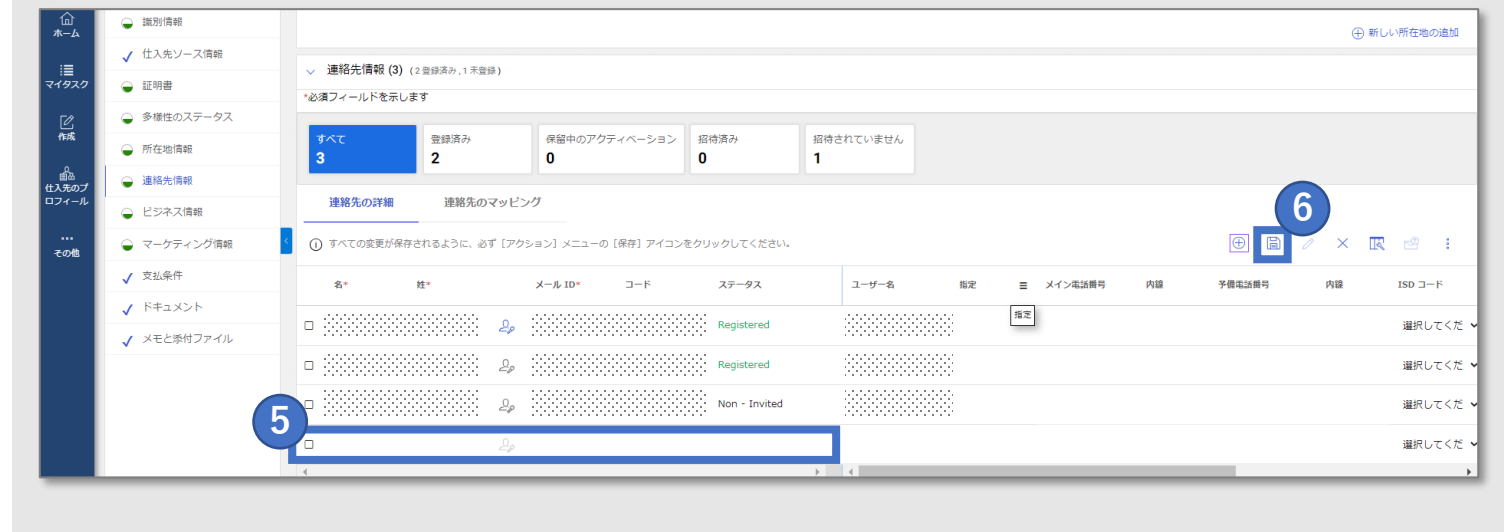 ホーム
マイタスク
作成
仕入先のプ
ロフィール
その他
識別情報
仕入先ソース情報
証明書
多様性のステータス
所在地情報
連絡先情報
ビジネス情報
マーケティング情報
支払条件
ドキュメント
メモと添付ファイル
新しい所在地の追加
連絡先情報 (3) (2 登録済み , 1 未登録)
*必須フィールドを示します
すべて 登録済み 保留中のアクティベーション 招待済み 招待されていません
3 2 0 0 1
連絡先の詳細 連絡先のマッピング
6
すべての変更が保存されるように、必ず [アクション] メニューの [保存] アイコンをクリックしてください。
名* 姓* メール ID* コード ステータス ユーザー名 指定 メイン電話番号 内線 予備電話番号 内線 ISD コード
指定
Registered 選択してくだ
Registered 選択してくだ
Non - Invited 選択してくだ
5
選択してくだ